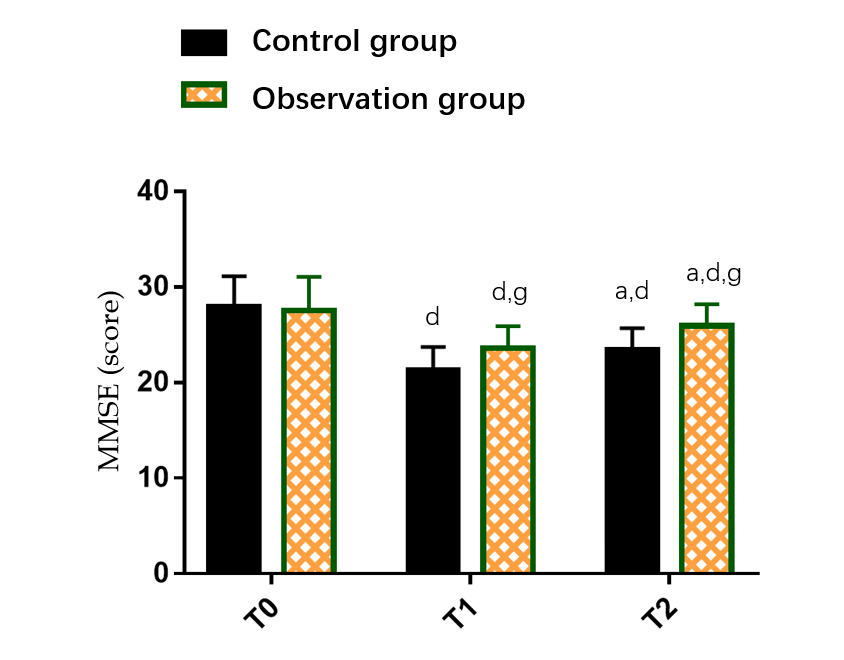 Control group
Observation group
40
30
20
10
0
MMSE (score)
d
d,g
a,d
a,d,g
T0
T1
T2